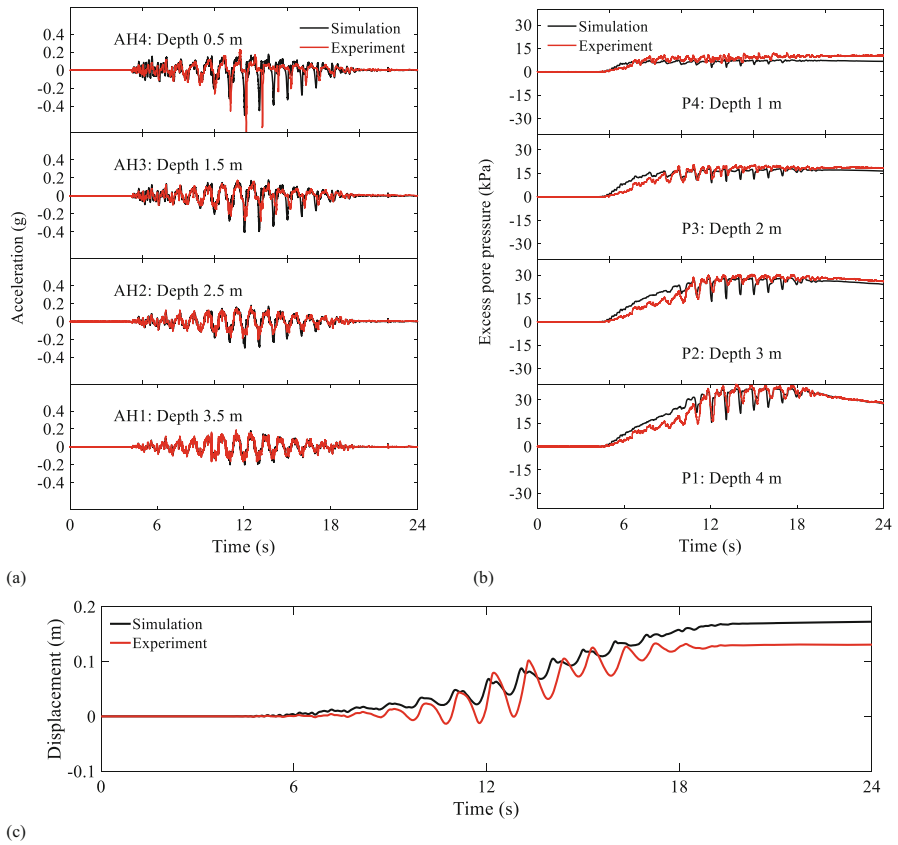 Simulation
Experiment
AH4: Depth 0.5 m
0.4
0.2
0
-0.2
-0.4
AH3: Depth 1.5 m
0.4
0.2
0
-0.2
-0.4
AH2: Depth 2.5 m
0.4
0.2
0
-0.2
-0.4
AH1: Depth 3.5 m
0.4
0.2
0
-0.2
-0.4
Acceleration (g)
0 6 12 18 24
Time (s)
(a)
Simulation
Experiment
P4: Depth 1 m
30
15
0
-15
-30
P3: Depth 2 m
30
15
0
-15
-30
P2: Depth 3 m
30
15
0
-15
-30
P1: Depth 4 m
30
15
0
-15
-30
Excess pore pressure (kPa)
0 6 12 18 24
Time (s)
(b)
Simulation
Experiment
0.2
0.1
0
-0.1
Displacement (m)
0 6 12 18 24
Time (s)
(c)